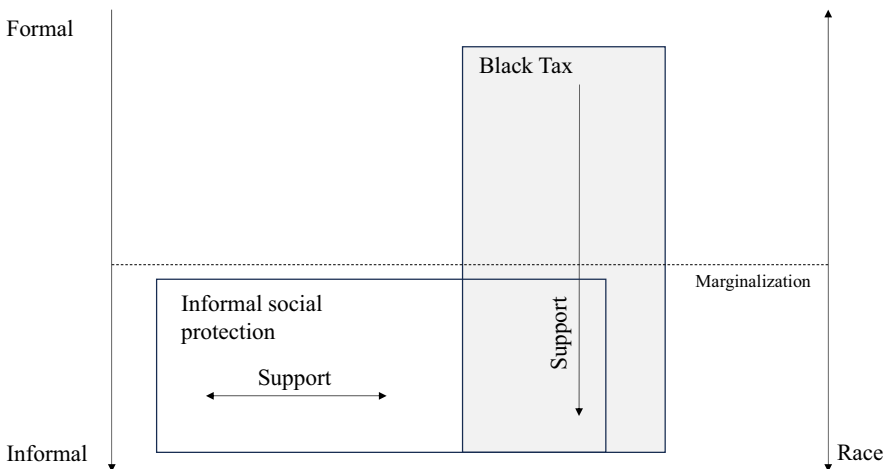 Formal
Black Tax
Marginalization
Informal social
protection
Support
Support
Informal
Race